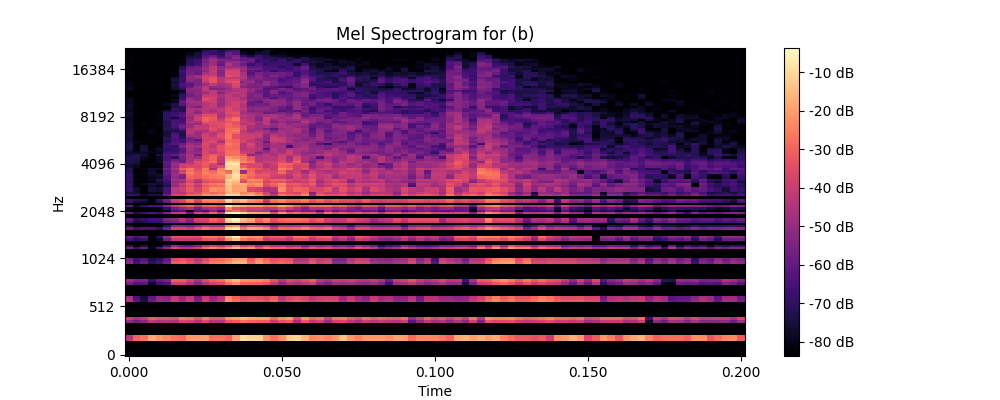 Mel Spectrogram for (b)
16384
8192
4096
2048
1024
512
0
Hz
0.000
0.050
0.100
0.150
0.200
Time
-10 dB
-20 dB
-30 dB
-40 dB
-50 dB
-60 dB
-70 dB
-80 dB